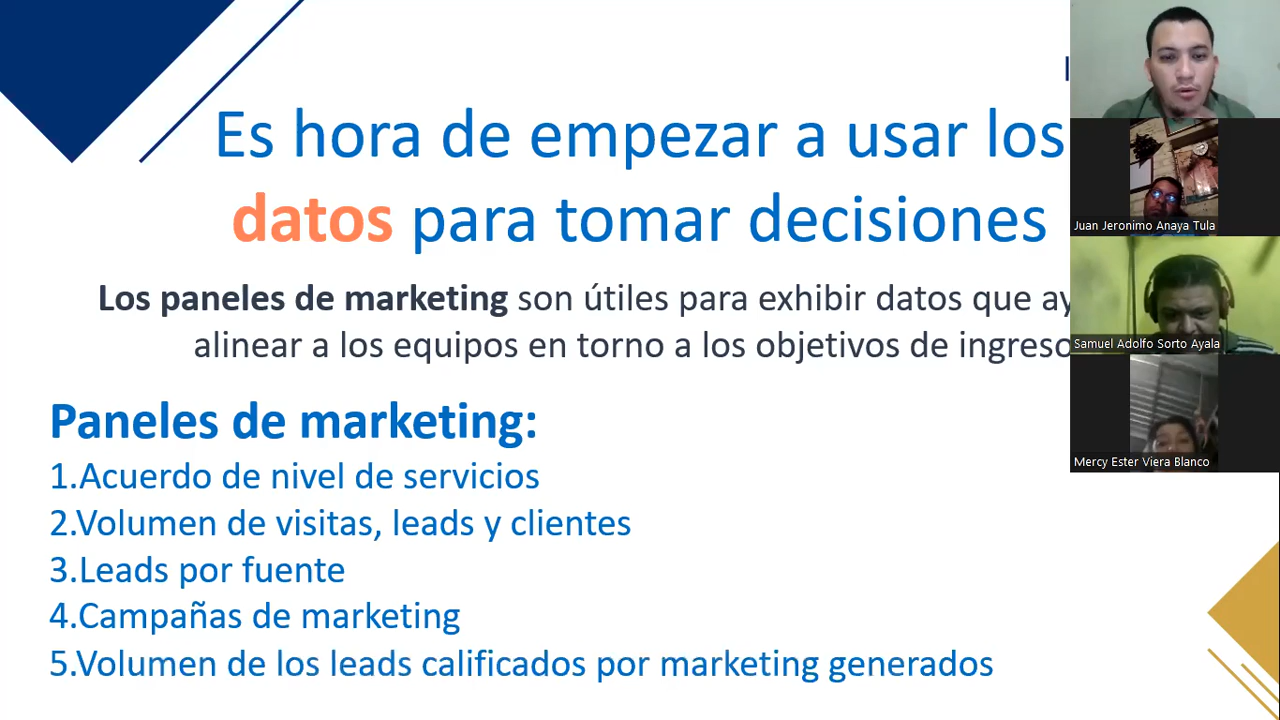 Es hora de empezar a usar los
datos para tomar decisiones
Los paneles de marketing son útiles para exhibir datos que
alinear a los equipos en torno a los objetivos de
Paneles de marketing:
1.Acuerdo de nivel de servicios
2.Volumen de visitas, leads y clientes
3.Leads por fuente
4.Campañas de marketing
5.Volumen de los leads calificados por marketing generados
Juan Jeronimo Anaya Tula
Samuel Adolfo Sorto Ayala
Mercy Ester Viera Blanco